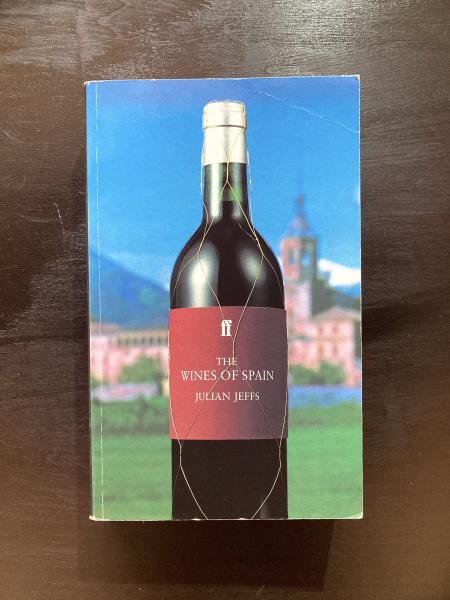 ff
THE
WINES OF SPAIN
JULIAN JEFFS